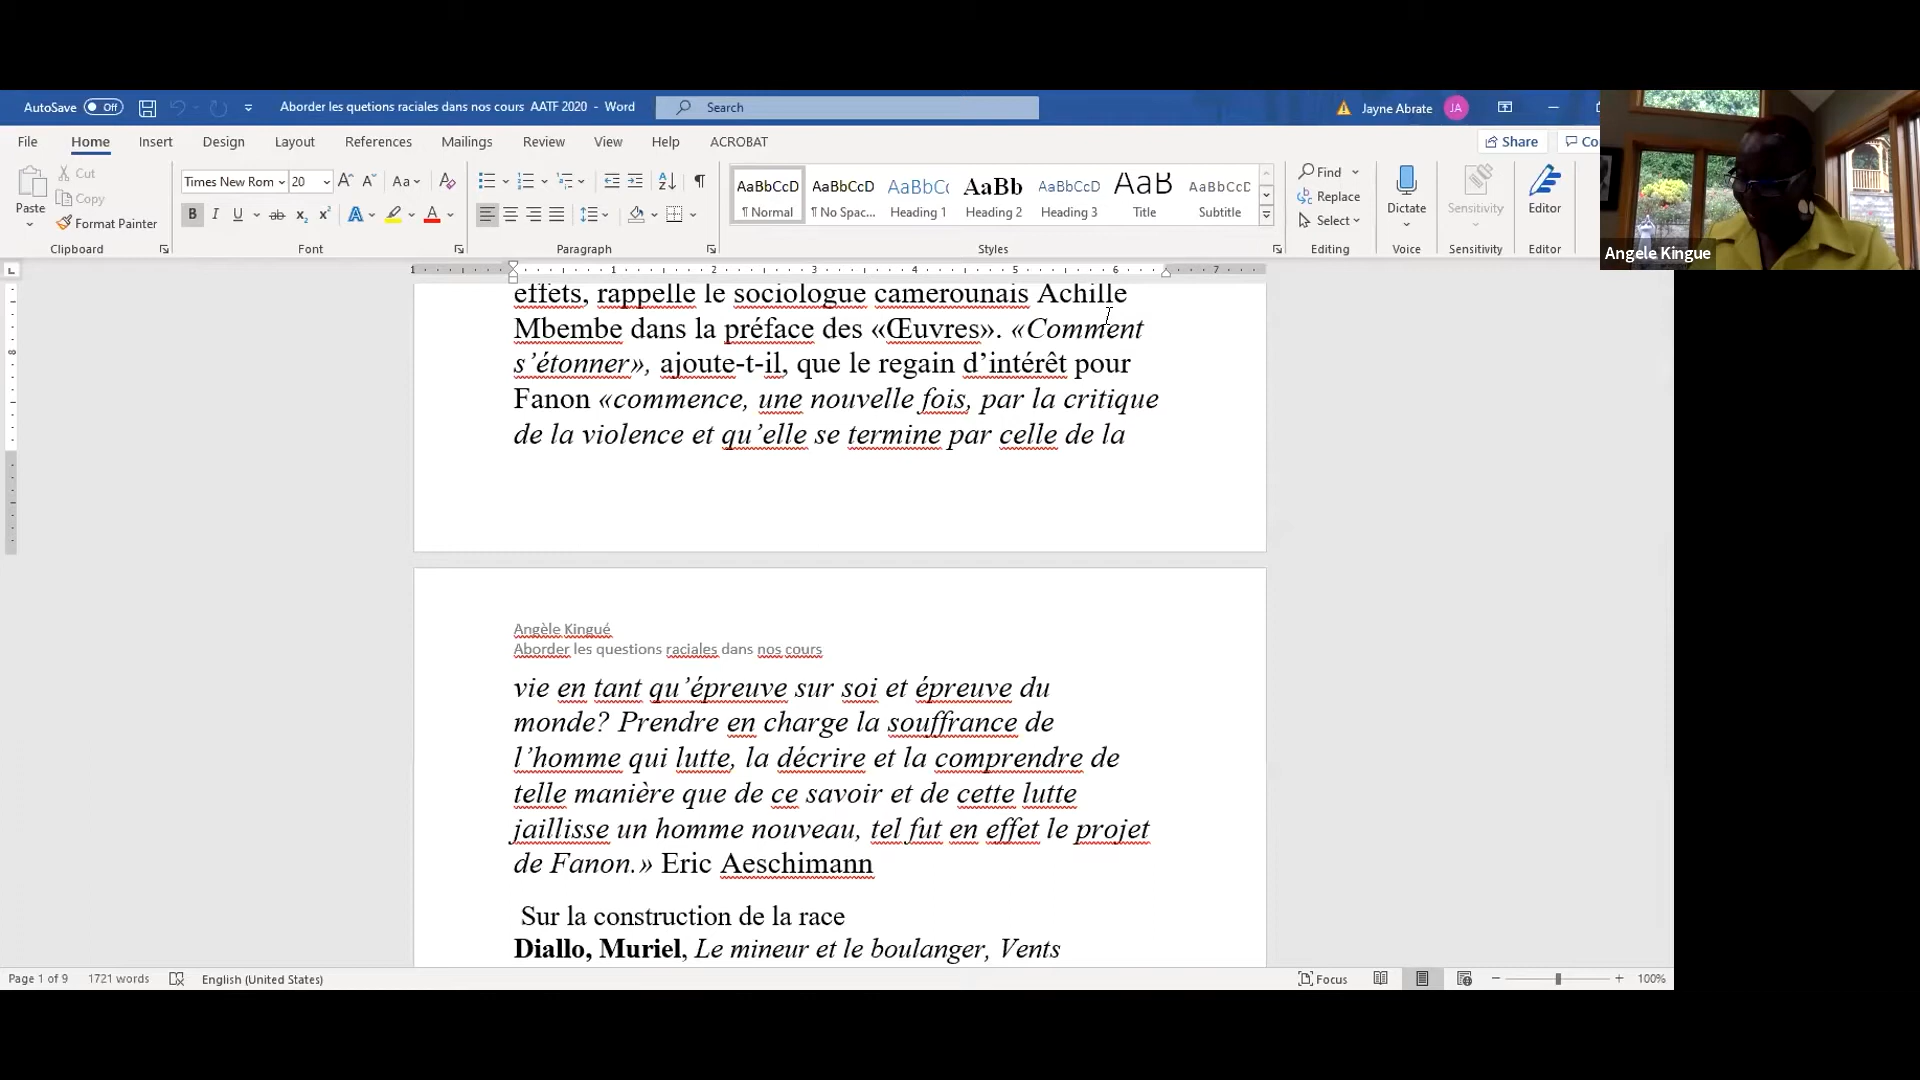 AutoSave Off
Aborder les quetions raciales dans nos cours AATF 2020 - Word
Search
Jayne Abrate JA
File Home Insert Design Layout References Mailings Review View Help ACROBAT
Share Co
Paste
Cut
Copy
Format Painter
Clipboard
Times New Rom 20
Font
Paragraph
AaBbCcD AaBbCcD AaBbCc AaBb AaBbCcD AaB AaBbCcD
¶ Normal ¶ No Spac... Heading 1 Heading 2 Heading 3 Title Subtitle
Styles
Find
Replace
Select
Editing
Dictate
Voice
Sensitivity
Sensitivity
Editor
Editor
Angele Kingue
1 1 2 3 4 5 6 7
effets, rappelle le sociologue camerounais Achille
Mbembe dans la préface des «Œuvres». «Comment
s’étonner», ajoute-t-il, que le regain d’intérêt pour
Fanon «commence, une nouvelle fois, par la critique
de la violence et qu’elle se termine par celle de la
Angèle Kingué
Aborder les questions raciales dans nos cours
vie en tant qu’épreuve sur soi et épreuve du
monde? Prendre en charge la souffrance de
l’homme qui lutte, la décrire et la comprendre de
telle manière que de ce savoir et de cette lutte
jaillisse un homme nouveau, tel fut en effet le projet
de Fanon.» Eric Aeschimann
Sur la construction de la race
Diallo, Muriel, Le mineur et le boulanger, Vents
Page 1 of 9 1721 words English (United States) Focus 100%